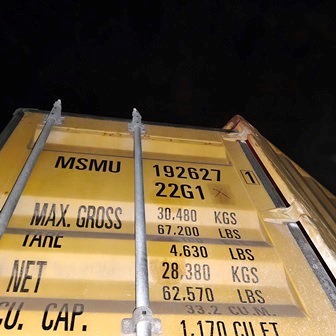 MSMU 192627 1
22G1
MAX. GROSS 30.480 KGS
67.200 LBS
TARE 4.630 LBS
NET 28.380 KGS
62.570 LBS
CU. CAP. 33.2 CU.M.
1.170 CU.FT.